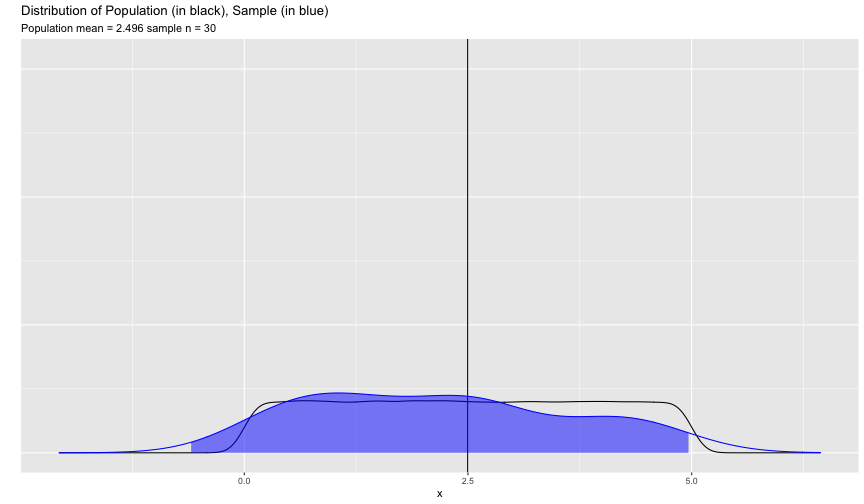 Distribution of Population (in black), Sample (in blue)
Population mean = 2.496 sample n = 30
0.0 2.5 5.0
x